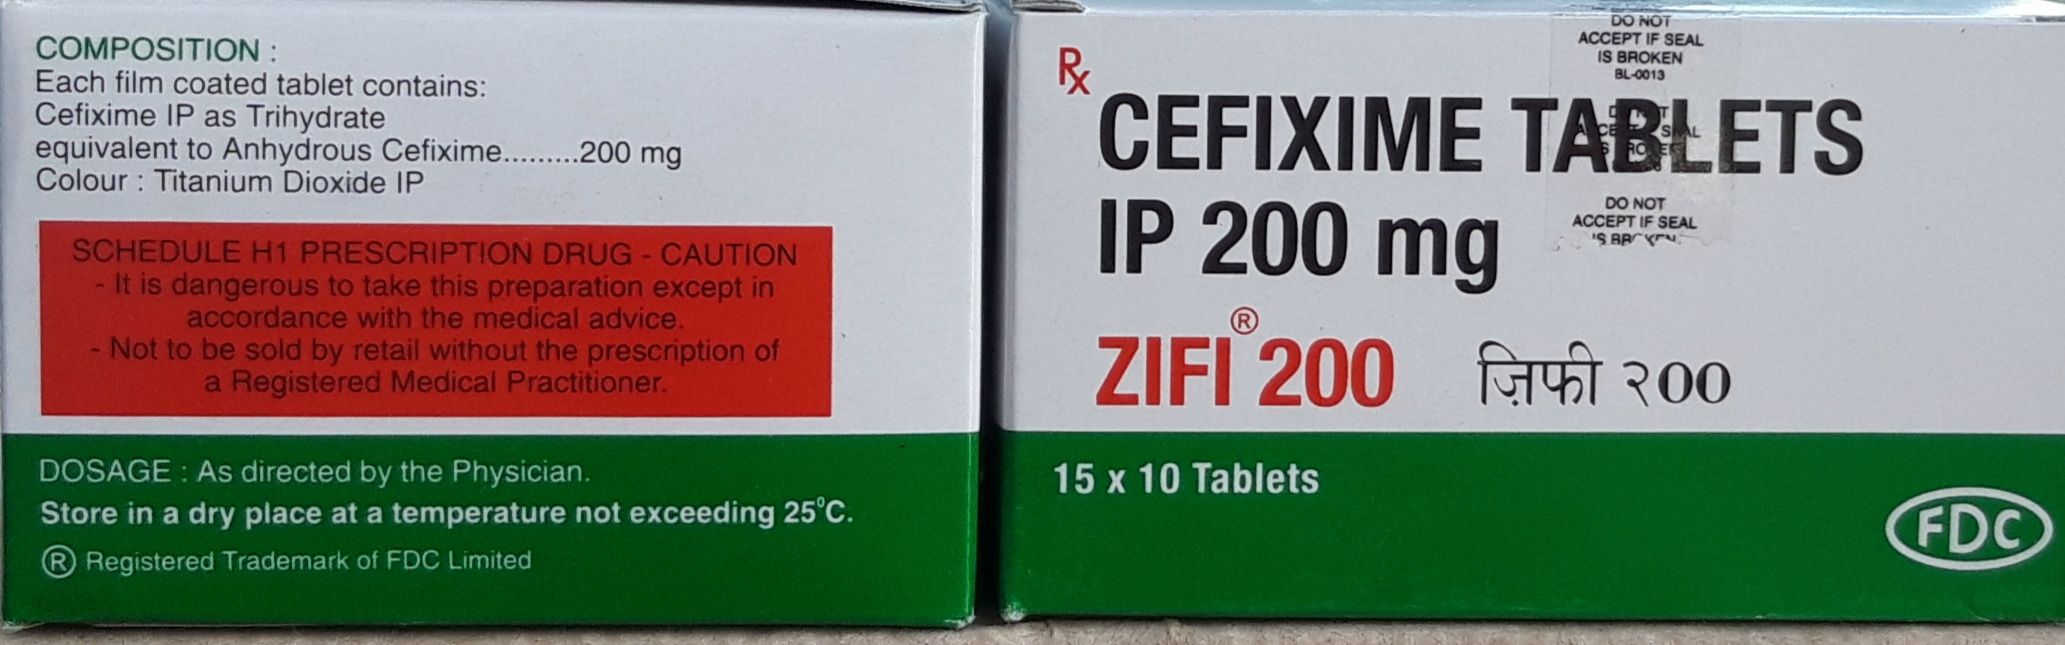 COMPOSITION :
Each film coated tablet contains:
Cefixime IP as Trihydrate
equivalent to Anhydrous Cefixime.........200 mg
Colour : Titanium Dioxide IP
SCHEDULE H1 PRESCRIPTION DRUG - CAUTION
- It is dangerous to take this preparation except in
accordance with the medical advice.
- Not to be sold by retail without the prescription of
a Registered Medical Practitioner.
DOSAGE : As directed by the Physician.
Store in a dry place at a temperature not exceeding 25°C.
® Registered Trademark of FDC Limited
DO NOT
ACCEPT IF SEAL
IS BROKEN
BL-0013
Rx
CEFIXIME TABLETS
IP 200 mg
DO NOT
ACCEPT IF SEAL
IS BROKEN
ZIFI® 200 ज़िफी २००
15 x 10 Tablets
FDC